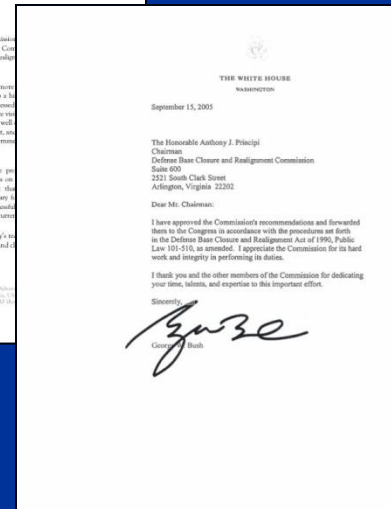 THE WHITE HOUSE
WASHINGTON
September 15, 2005
The Honorable Anthony J. Principi
Chairman
Defense Base Closure and Realignment Commission
Suite 600
2521 South Clark Street
Arlington, Virginia 22202
Dear Mr. Chairman:
I have approved the Commission's recommendations and forwarded
them to the Congress in accordance with the procedures set forth
in the Defense Base Closure and Realignment Act of 1990, Public
Law 101-510, as amended. I appreciate the Commission for its hard
work and integrity in performing its duties.
I thank you and the other members of the Commission for dedicating
your time, talents, and expertise to this important effort.
Sincerely,
George W. Bush